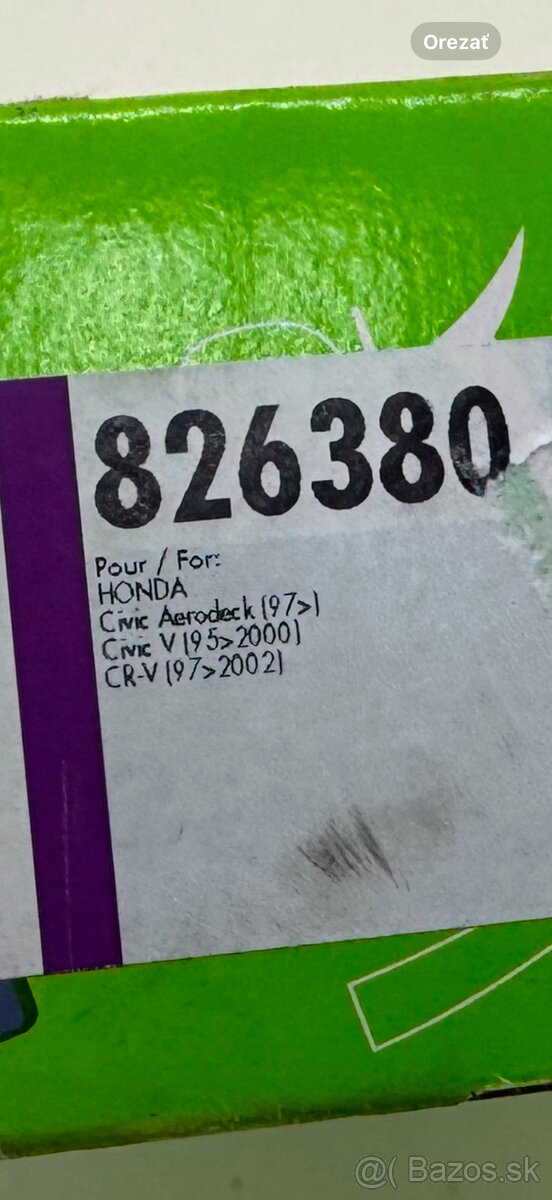 Orezať
826380
Pour / For:
HONDA
Civic Aerodeck (97>)
Civic V (95>2000)
CR-V (97>2002)
@( Bazos.sk